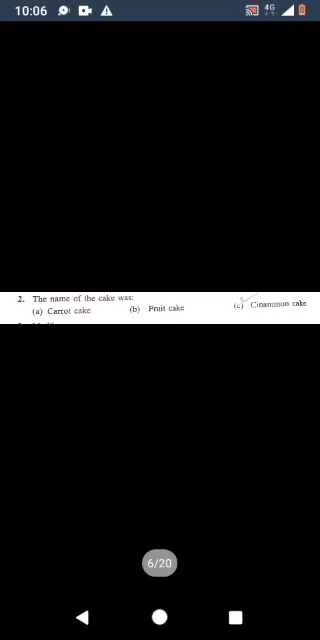 10:06
4G
2. The name of the cake was:
(a) Carrot cake (b) Fruit cake (c) Cinammon cake
6/20